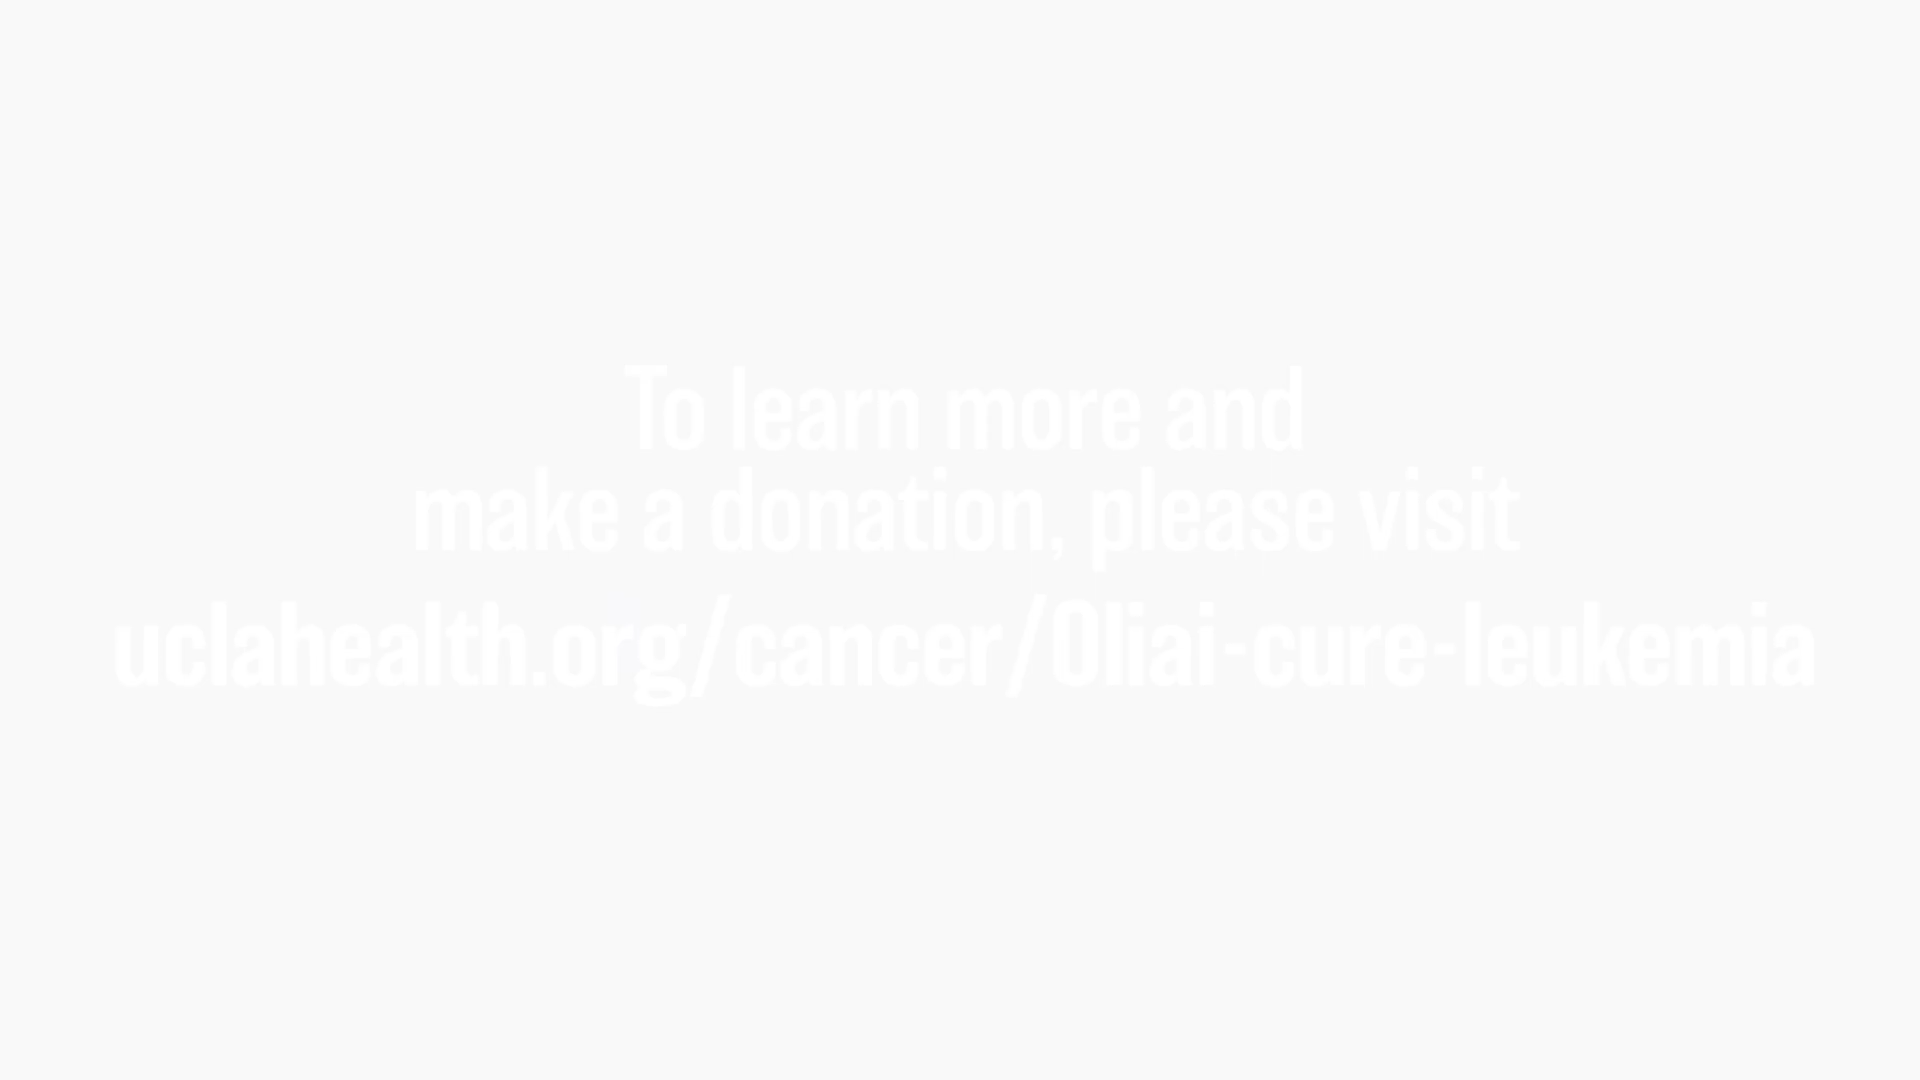 To learn more and
make a donation, please visit
uclahealth.org/cancer/Oliai-cure-leukemia